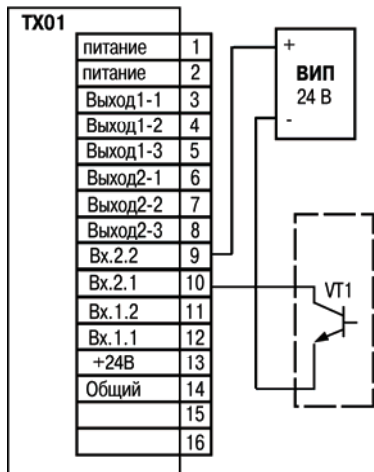 TX01
питание 1
питание 2
Выход1-1 3
Выход1-2 4
Выход1-3 5
Выход2-1 6
Выход2-2 7
Выход2-3 8
Вх.2.2 9
Вх.2.1 10
Вх.1.2 11
Вх.1.1 12
+24В 13
Общий 14
15
16
+
ВИП
24 В
-
VT1